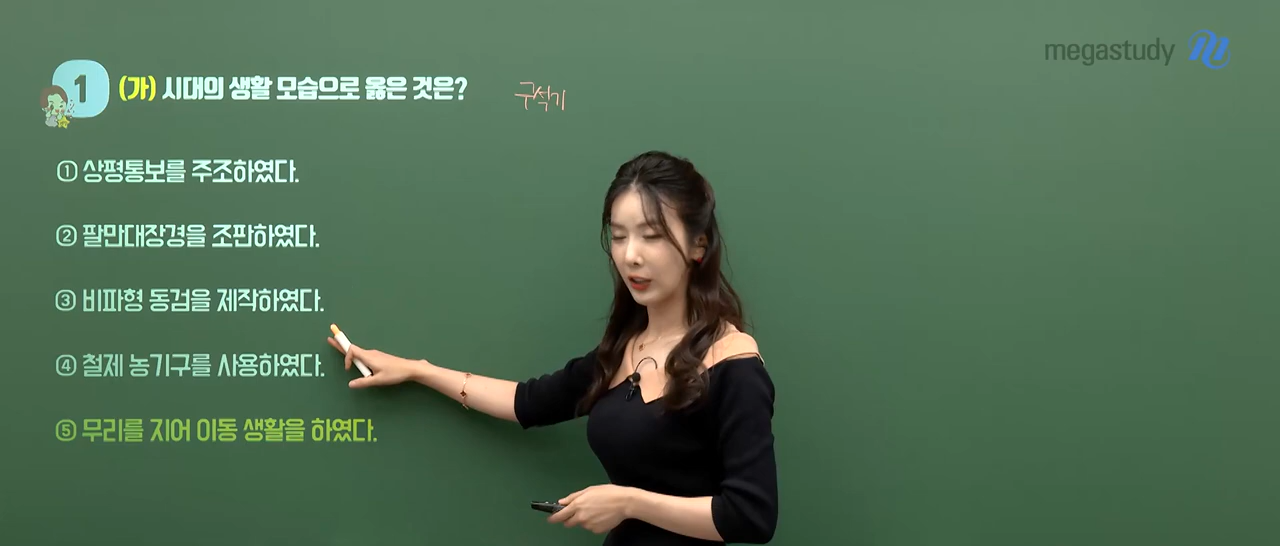 megastudy
1 (가) 시대의 생활 모습으로 옳은 것은?
구석기
① 상평통보를 주조하였다.
② 팔만대장경을 조판하였다.
③ 비파형 동검을 제작하였다.
④ 철제 농기구를 사용하였다.
⑤ 무리를 지어 이동 생활을 하였다.